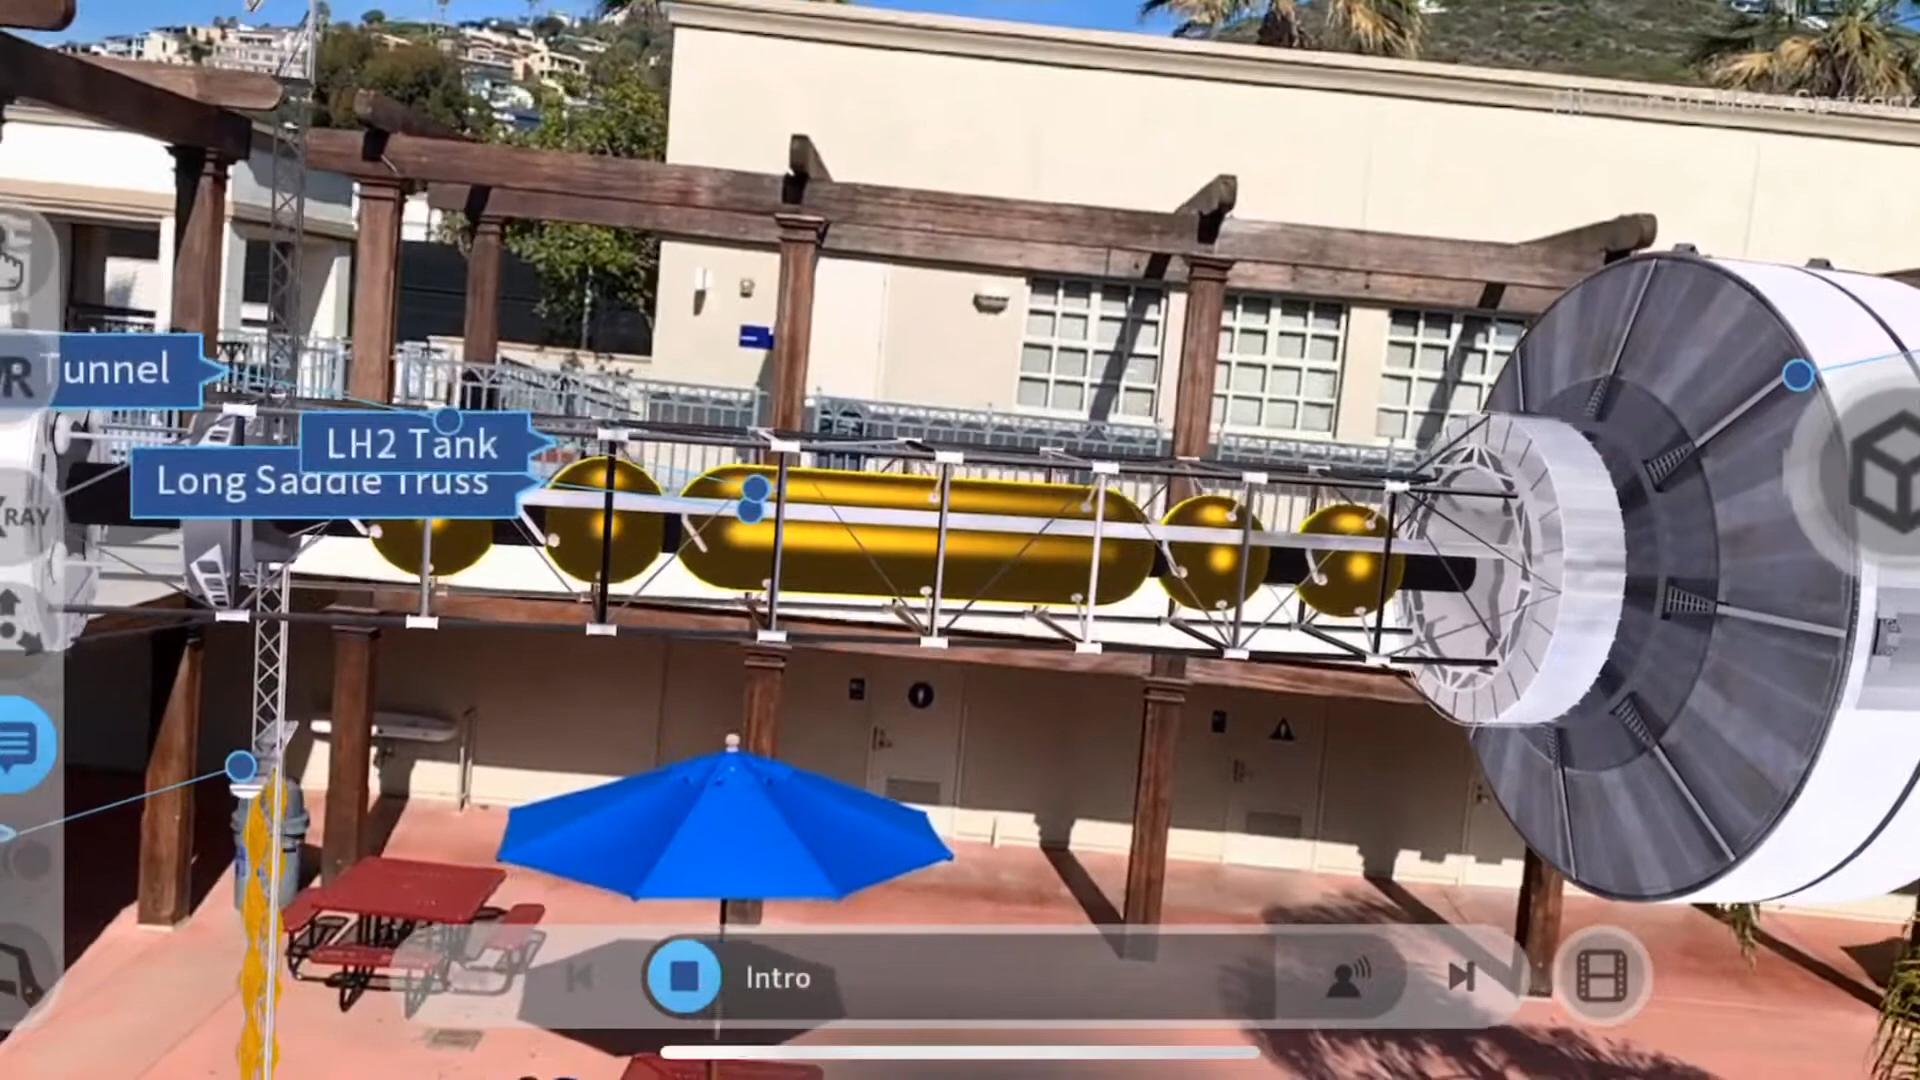 Tunnel
LH2 Tank
Long Saddle Truss
RAY
Intro